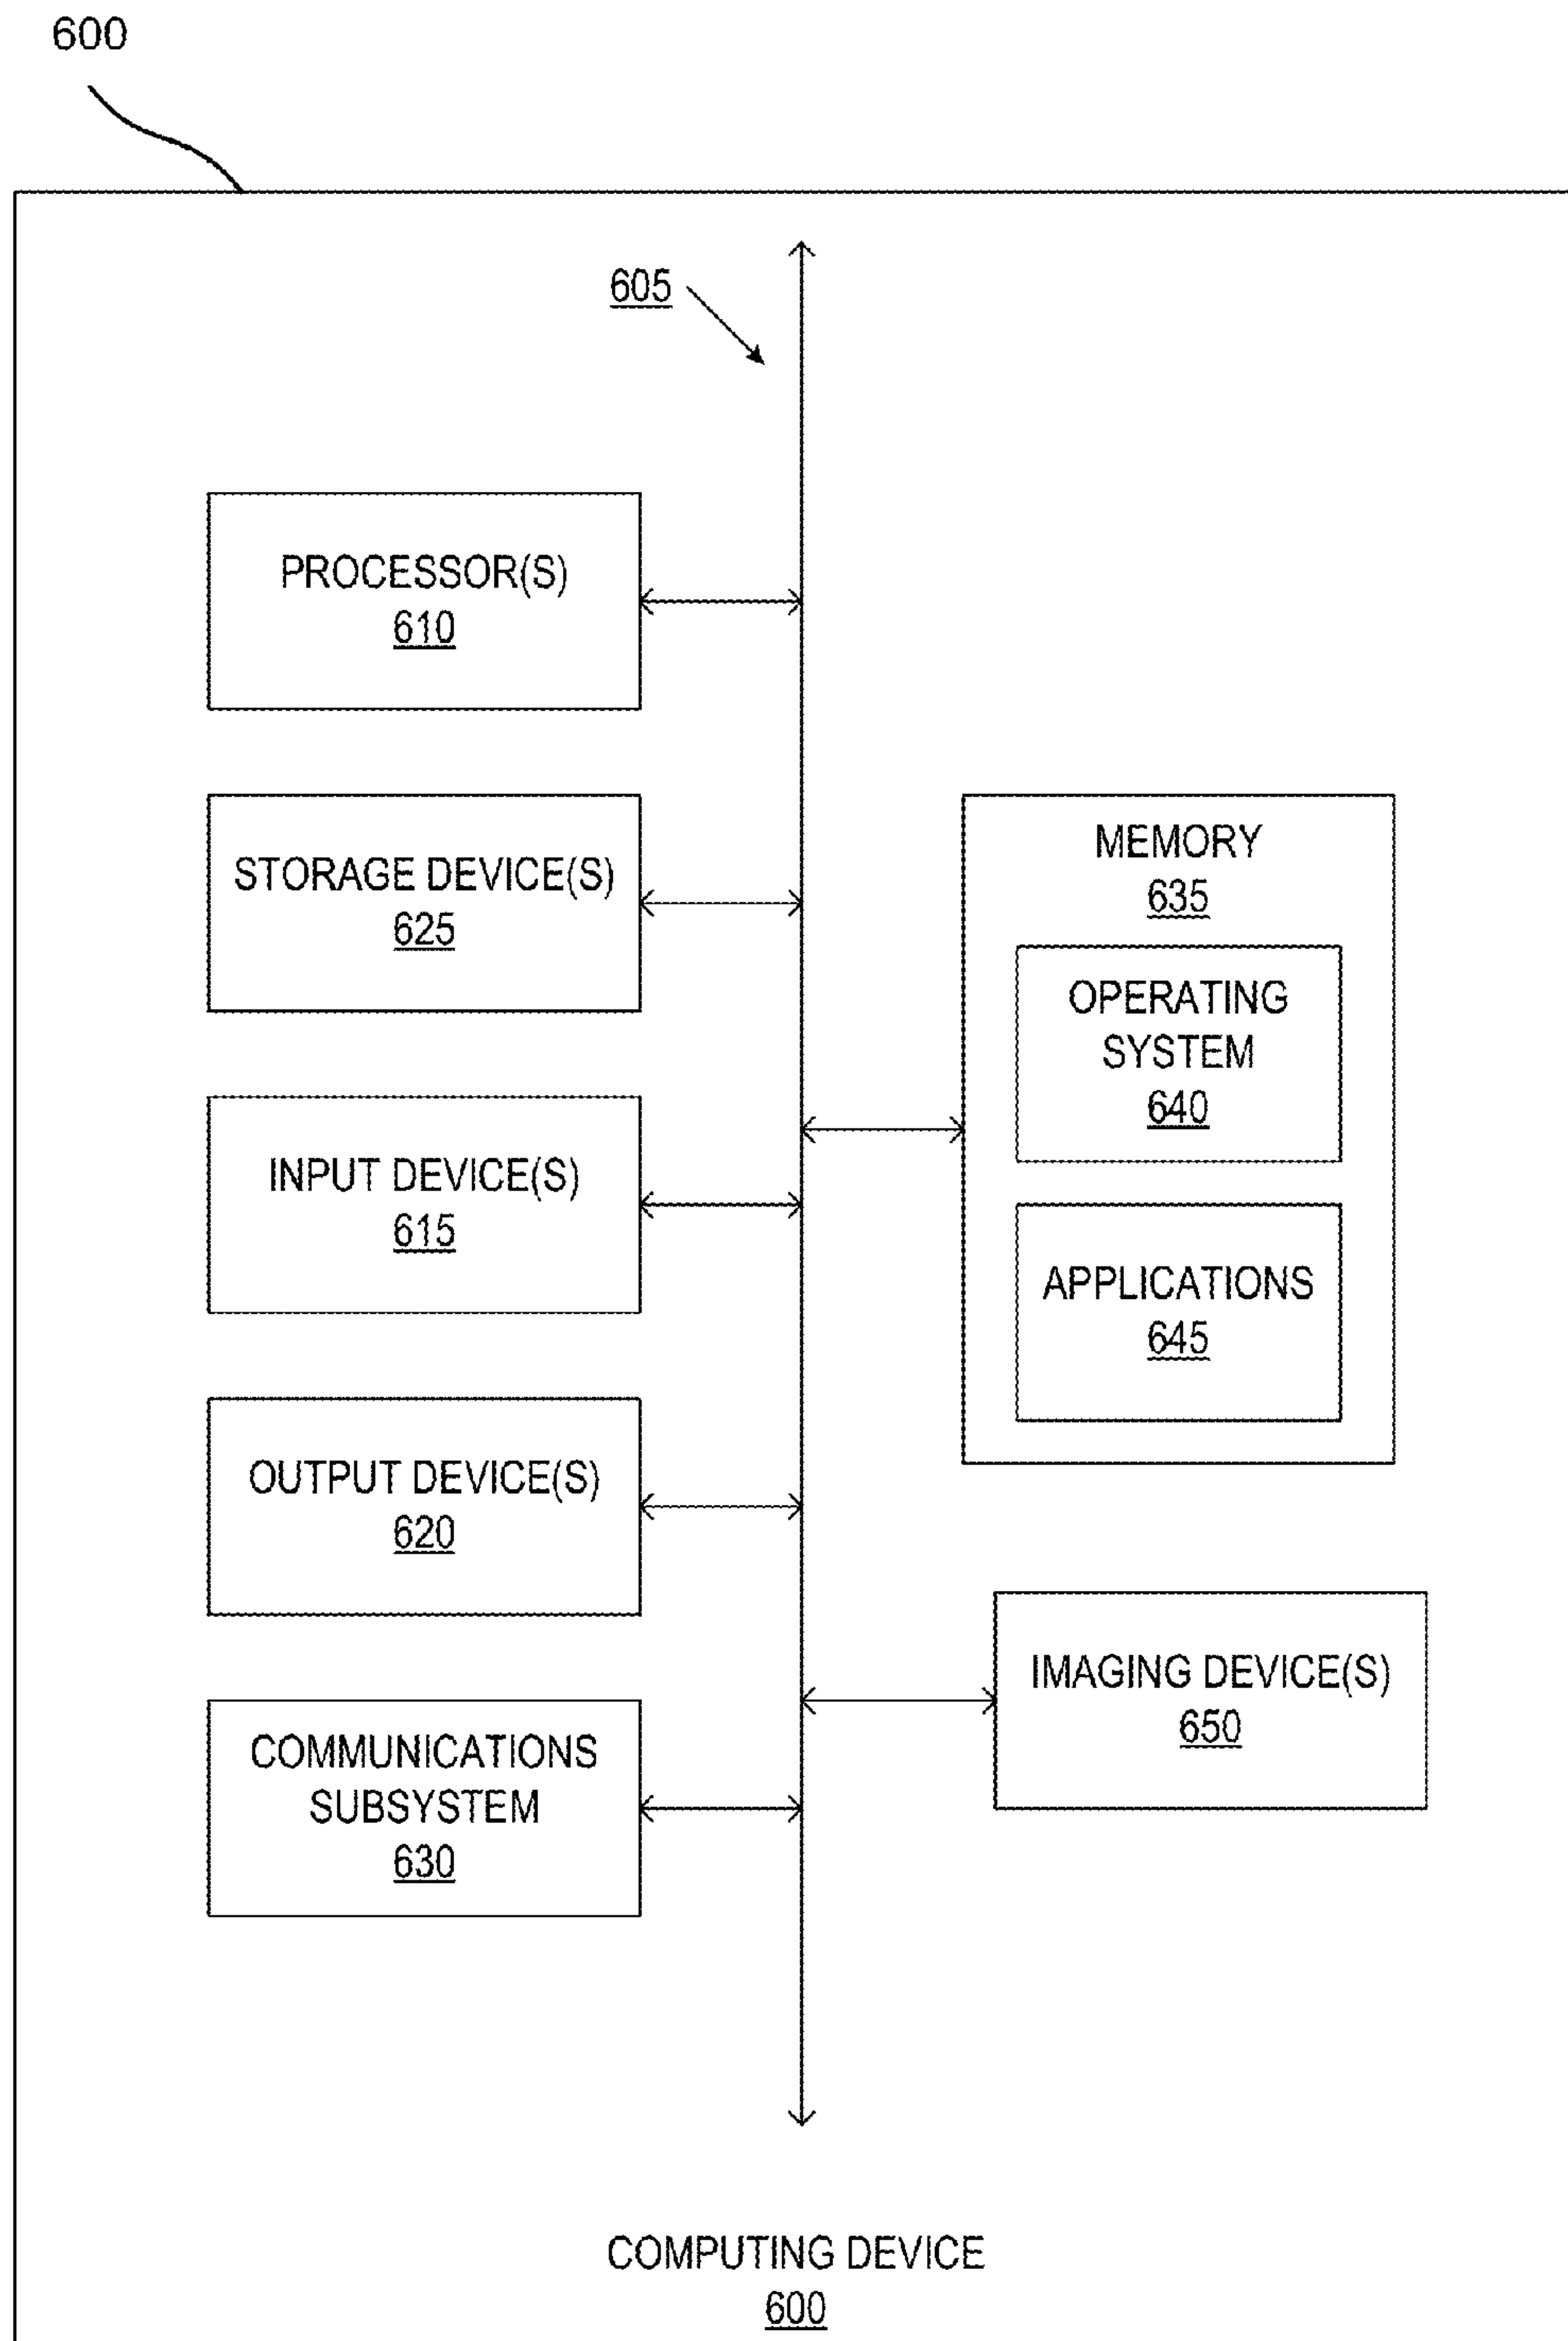 600
605
PROCESSOR(S)
610
STORAGE DEVICE(S)
625
INPUT DEVICE(S)
615
OUTPUT DEVICE(S)
620
COMMUNICATIONS
SUBSYSTEM
630
MEMORY
635
OPERATING
SYSTEM
640
APPLICATIONS
645
IMAGING DEVICE(S)
650
COMPUTING DEVICE
600